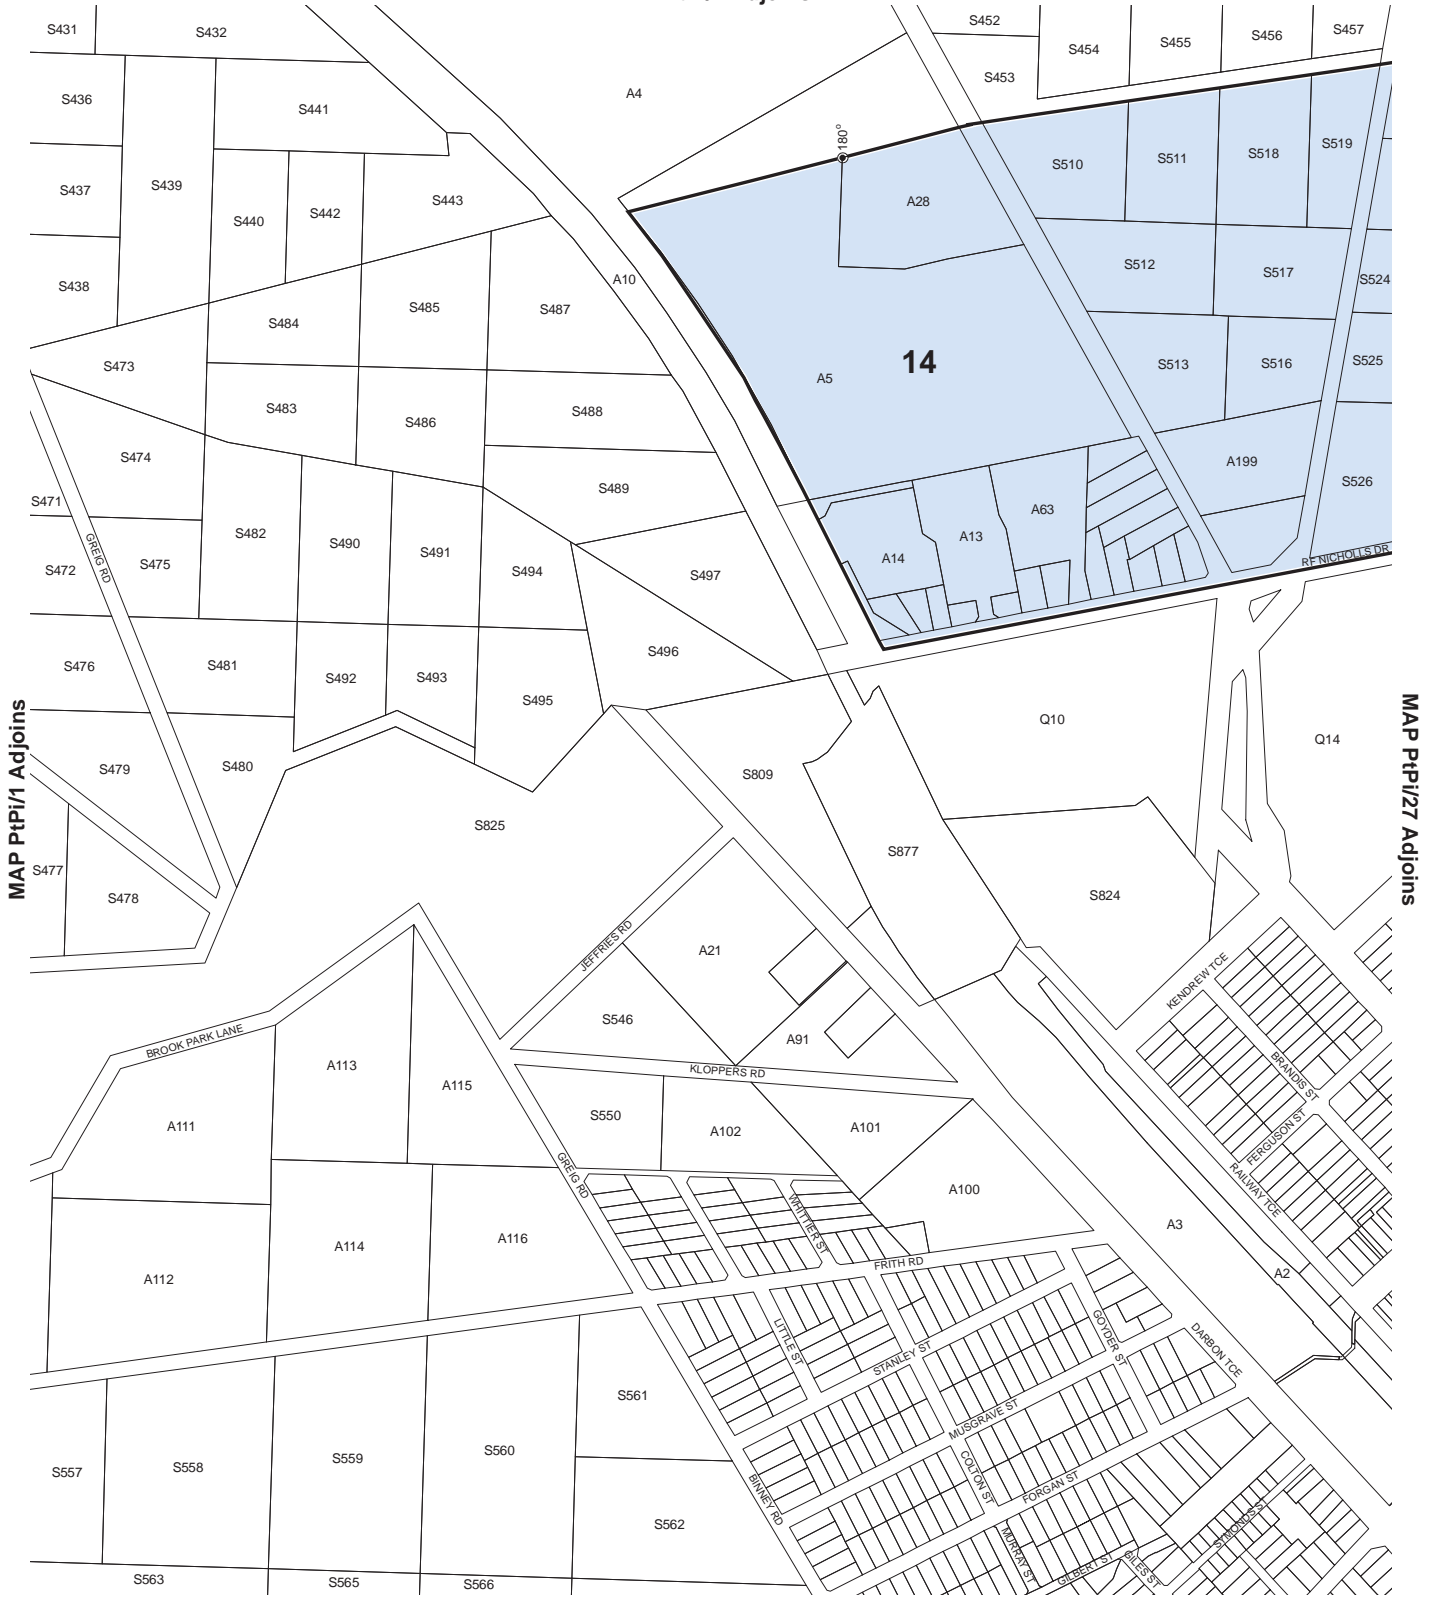 S431
S432
S452
S454
S455
S456
S457
S453
A4
S436
S441
180°
S437
S439
S440
S442
S443
S510
S511
S518
S519
A28
S438
A10
S512
S517
S524
S484
S485
S487
S473
14
A5
S513
S516
S525
S483
S486
S488
S474
S471
S489
A199
S526
GREIG RD
S472
S475
S482
S490
S491
S494
S497
A63
A13
A14
RF NICHOLLS DR
S476
S481
S492
S493
S495
S496
MAP PtPi/1 Adjoins
MAP PtPi/27 Adjoins
Q10
Q14
S479
S480
S809
S825
S877
S824
S477
S478
JEFFRIES RD
A21
KENDREW TCE
S546
A91
BROOK PARK LANE
KLOPPERS RD
A113
A115
BRANDIS ST
A111
S550
A102
A101
FERGUSON ST
GREIG RD
A100
RAILWAY TCE
WHITTIER ST
A3
A114
A116
A112
FRITH RD
A2
LITTLE ST
STANLEY ST
GOYDER ST
DARBON TCE
S561
MUSGRAVE ST
S557
S558
S559
S560
BINNEY RD
COLTON ST
FORGAN ST
S562
MURRAY ST
GILBERT ST
GILES ST
S563
S565
S566